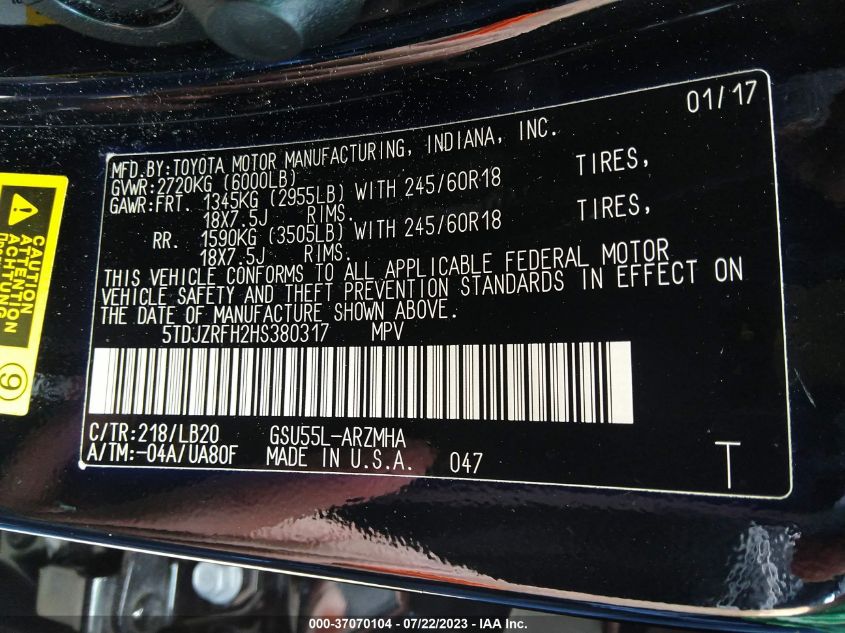 01/17
MFD.BY:TOYOTA MOTOR MANUFACTURING, INDIANA, INC.
GVWR:2720KG (6000LB)
GAWR:FRT. 1345KG (2955LB) WITH 245/60R18 TIRES,
18X7.5J RIMS.
RR. 1590KG (3505LB) WITH 245/60R18 TIRES,
18X7.5J RIMS.
THIS VEHICLE CONFORMS TO ALL APPLICABLE FEDERAL MOTOR
VEHICLE SAFETY AND THEFT PREVENTION STANDARDS IN EFFECT ON
THE DATE OF MANUFACTURE SHOWN ABOVE.
5TDJZRFH2HS380317 MPV
C/TR:218/LB20 GSU55L-ARZMHA
A/TM:-04A/UA80F MADE IN U.S.A. 047 T
CAUTION
ATTENTION
ACHTUNG
9
000-37070104 - 07/22/2023 - IAA Inc.